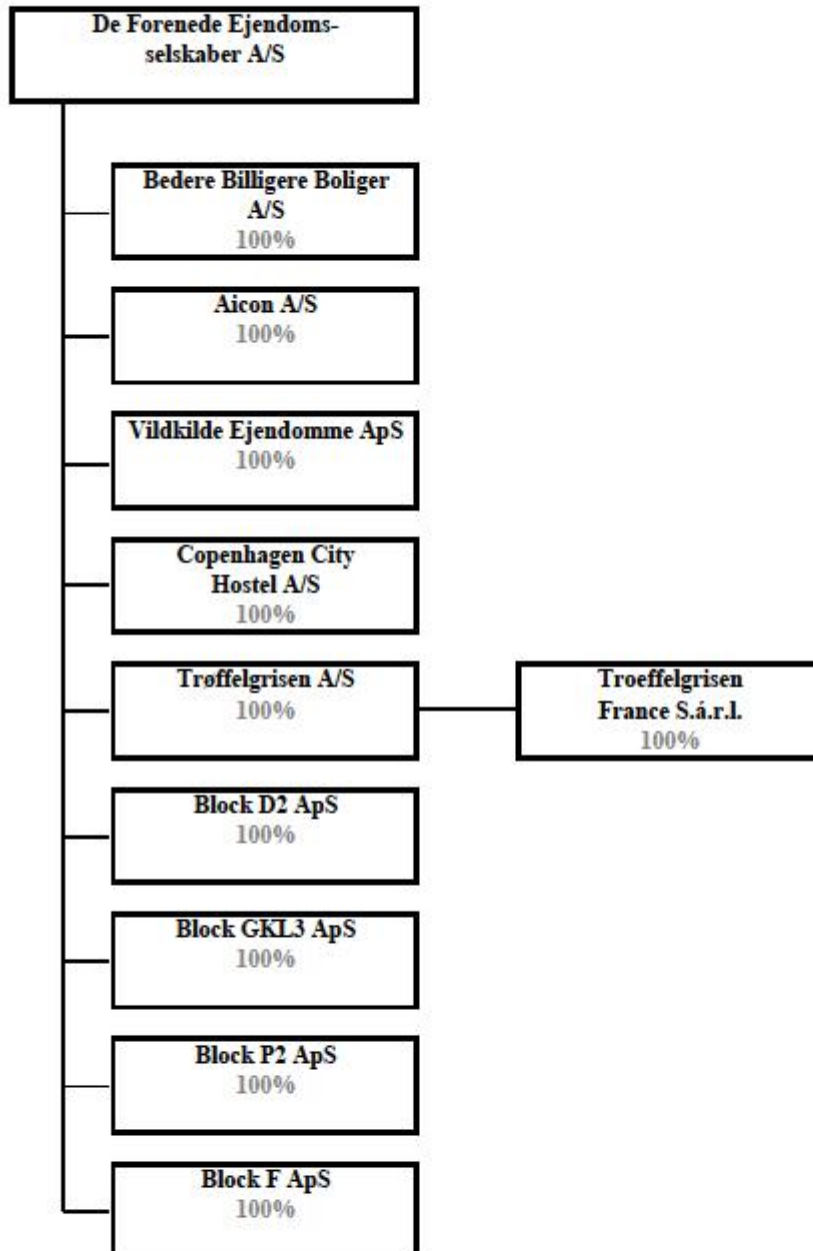 De Forenede Ejendoms-
selskaber A/S
Bedere Billigere Boliger
A/S
100%
Aicon A/S
100%
Vildkilde Ejendomme ApS
100%
Copenhagen City
Hostel A/S
100%
Trøffelgrisen A/S
100%
Troeffelgrisen
France S.á.r.l.
100%
Block D2 ApS
100%
Block GKL3 ApS
100%
Block P2 ApS
100%
Block F ApS
100%